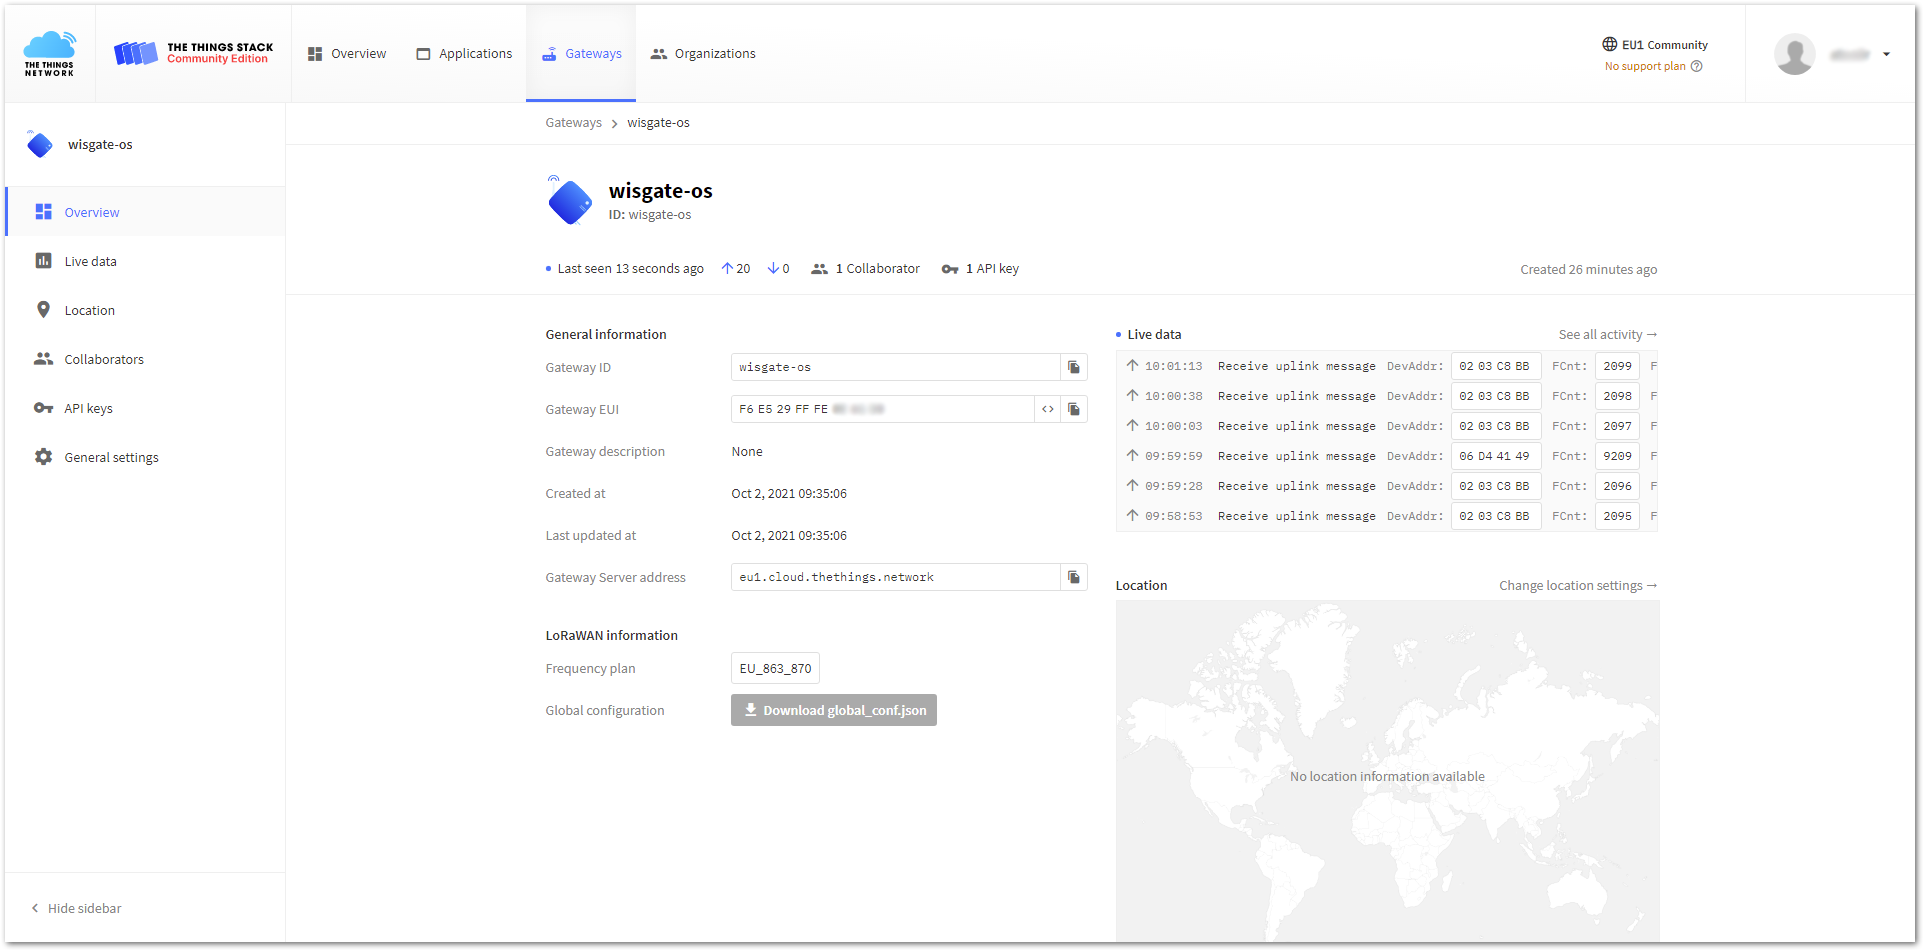 THE THINGS
NETWORK
THE THINGS STACK
Community Edition
Overview
Applications
Gateways
Organizations
EU1 Community
No support plan
wisgate-os
Overview
Live data
Location
Collaborators
API keys
General settings
Hide sidebar
Gateways > wisgate-os
wisgate-os
ID: wisgate-os
Last seen 13 seconds ago ↑20 ↓0 1 Collaborator 1 API key
Created 26 minutes ago
General information
Gateway ID wisgate-os
Gateway EUI F6 E5 29 FF FE
Gateway description None
Created at Oct 2, 2021 09:35:06
Last updated at Oct 2, 2021 09:35:06
Gateway Server address eu1.cloud.thethings.network
LoRaWAN information
Frequency plan EU_863_870
Global configuration Download global_conf.json
Live data See all activity →
↑ 10:01:13 Receive uplink message DevAddr: 02 03 C8 BB FCnt: 2099 F
↑ 10:00:38 Receive uplink message DevAddr: 02 03 C8 BB FCnt: 2098 F
↑ 10:00:03 Receive uplink message DevAddr: 02 03 C8 BB FCnt: 2097 F
↑ 09:59:59 Receive uplink message DevAddr: 06 D4 41 49 FCnt: 9209 F
↑ 09:59:28 Receive uplink message DevAddr: 02 03 C8 BB FCnt: 2096 F
↑ 09:58:53 Receive uplink message DevAddr: 02 03 C8 BB FCnt: 2095 F
Location Change location settings →
No location information available